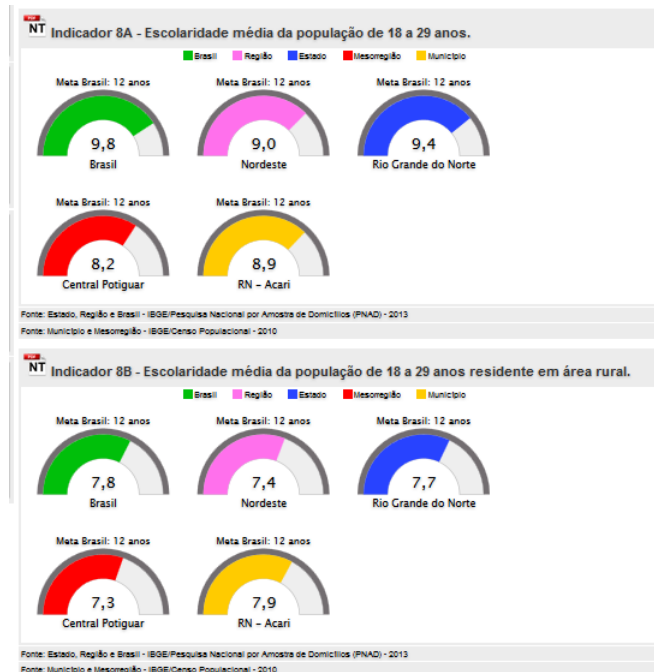 PDF
NT Indicador 8A - Escolaridade média da população de 18 a 29 anos.
Brasil Região Estado Mesorregião Município
Meta Brasil: 12 anos Meta Brasil: 12 anos Meta Brasil: 12 anos
9,8 9,0 9,4
Brasil Nordeste Rio Grande do Norte
Meta Brasil: 12 anos Meta Brasil: 12 anos
8,2 8,9
Central Potiguar RN - Acari
Fonte: Estado, Região e Brasil - IBGE/Pesquisa Nacional por Amostra de Domicílios (PNAD) - 2013
Fonte: Município e Mesorregião - IBGE/Censo Populacional - 2010
PDF
NT Indicador 8B - Escolaridade média da população de 18 a 29 anos residente em área rural.
Brasil Região Estado Mesorregião Município
Meta Brasil: 12 anos Meta Brasil: 12 anos Meta Brasil: 12 anos
7,8 7,4 7,7
Brasil Nordeste Rio Grande do Norte
Meta Brasil: 12 anos Meta Brasil: 12 anos
7,3 7,9
Central Potiguar RN - Acari
Fonte: Estado, Região e Brasil - IBGE/Pesquisa Nacional por Amostra de Domicílios (PNAD) - 2013
Fonte: Município e Mesorregião - IBGE/Censo Populacional - 2010